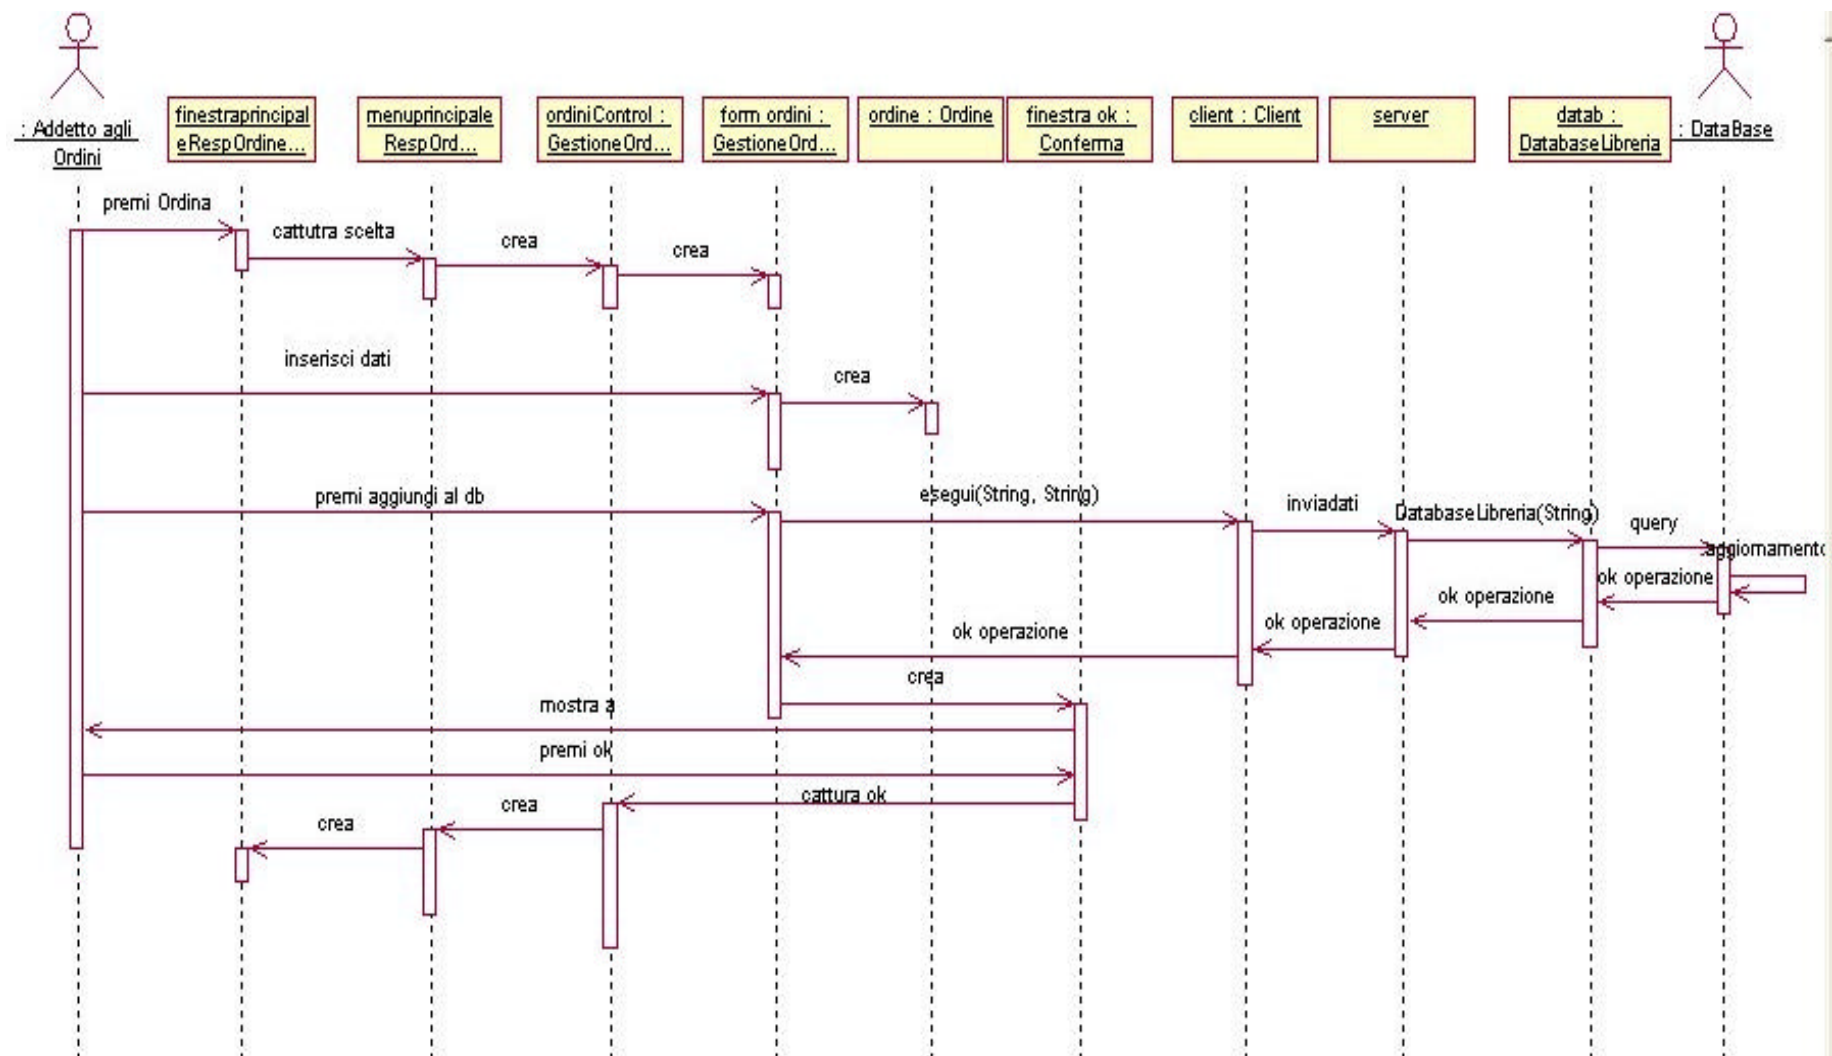 : Addetto agli
Ordini
finestraprincipal
eRespOrdine...
menuprincipale
RespOrd...
ordiniControl :
GestioneOrd...
form ordini :
GestioneOrd...
ordine : Ordine
finestra ok :
Conferma
client : Client
server
datab :
DatabaseLibreria
: DataBase
premi Ordina
cattutra scelta
crea
crea
inserisci dati
crea
premi aggiungi al db
esegui(String, String)
inviadati
DatabaseLibreria(String)
query
aggiornamento
ok operazione
ok operazione
ok operazione
ok operazione
crea
mostra a
premi ok
cattura ok
crea
crea